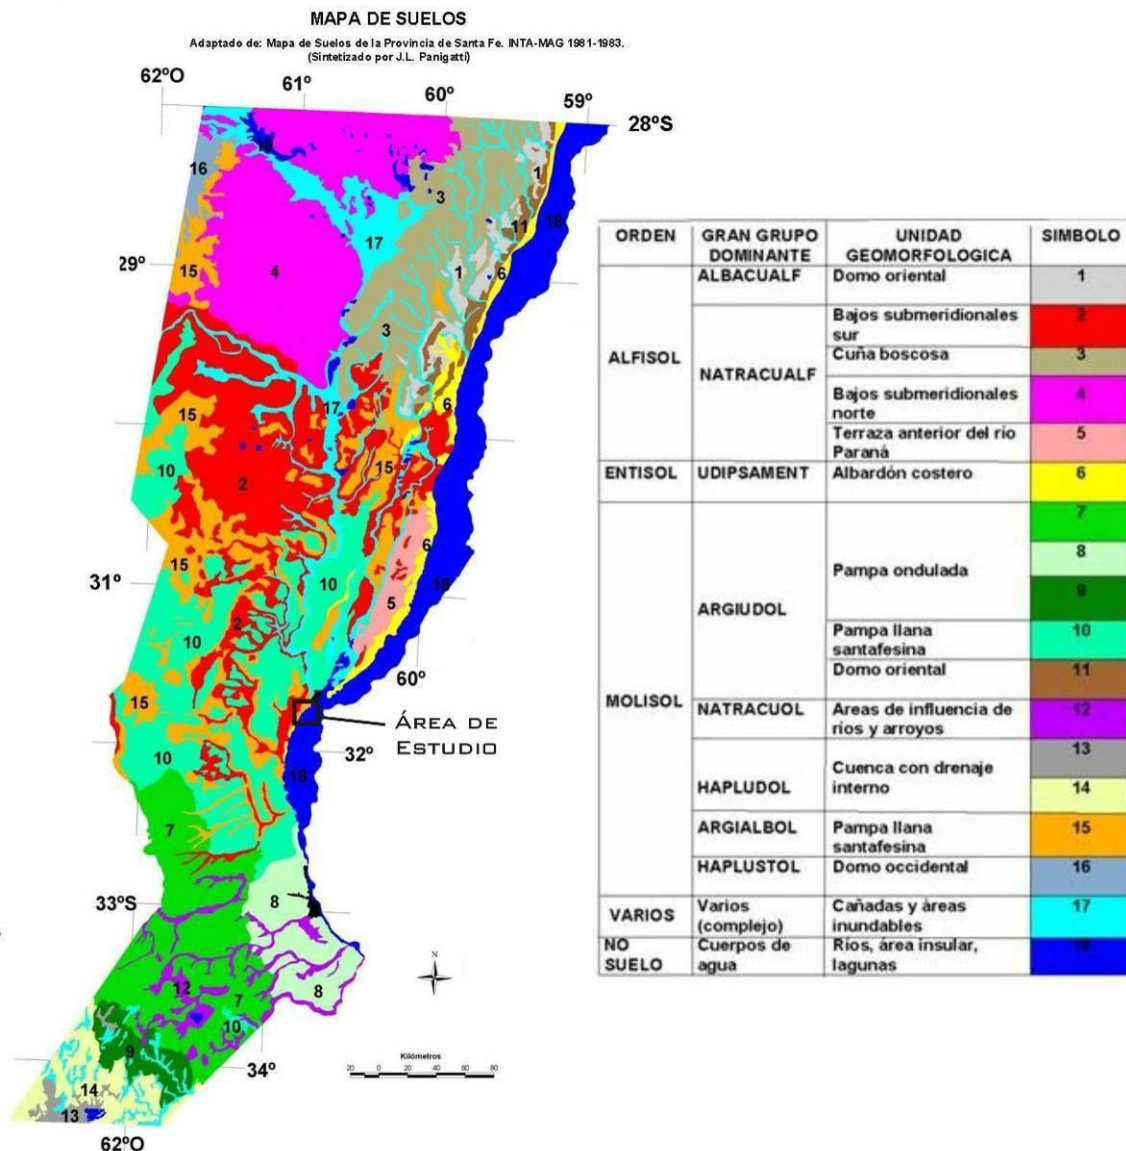 MAPA DE SUELOS
Adaptado de: Mapa de Suelos de la Provincia de Santa Fe. INTA-MAG 1981-1983.
(Sintetizado por J.L. Panigatti)
62ºO
61º
60º
59º
28ºS
18
16
3
1
11
18
17
29º
15
4
1
6
3
17
6
15
15
10
2
6
15
31º
10
18
5
2
10
60º
15
ÁREA DE
ESTUDIO
32º
10
18
7
8
33ºS
N
12
7
8
10
9
34º
Kilómetros
20 0 20 40 60 80
14
13
62ºO
ORDEN GRAN GRUPO DOMINANTE UNIDAD GEOMORFOLOGICA SIMBOLO
ALFISOL
ALBACUALF Domo oriental 1
NATRACUALF
Bajos submeridionales
sur 2
Cuña boscosa 3
Bajos submeridionales
norte 4
Terraza anterior del río
Paraná 5
ENTISOL UDIPSAMENT Albardón costero 6
MOLISOL
ARGIUDOL
Pampa ondulada
7
8
9
Pampa llana
santafesina 10
Domo oriental 11
NATRACUOL Areas de influencia de
ríos y arroyos 12
HAPLUDOL Cuenca con drenaje
interno
13
14
ARGIALBOL Pampa llana
santafesina 15
HAPLUSTOL Domo occidental 16
VARIOS Varios
(complejo) Cañadas y áreas
inundables 17
NO
SUELO Cuerpos de
agua Ríos, área insular,
lagunas 18